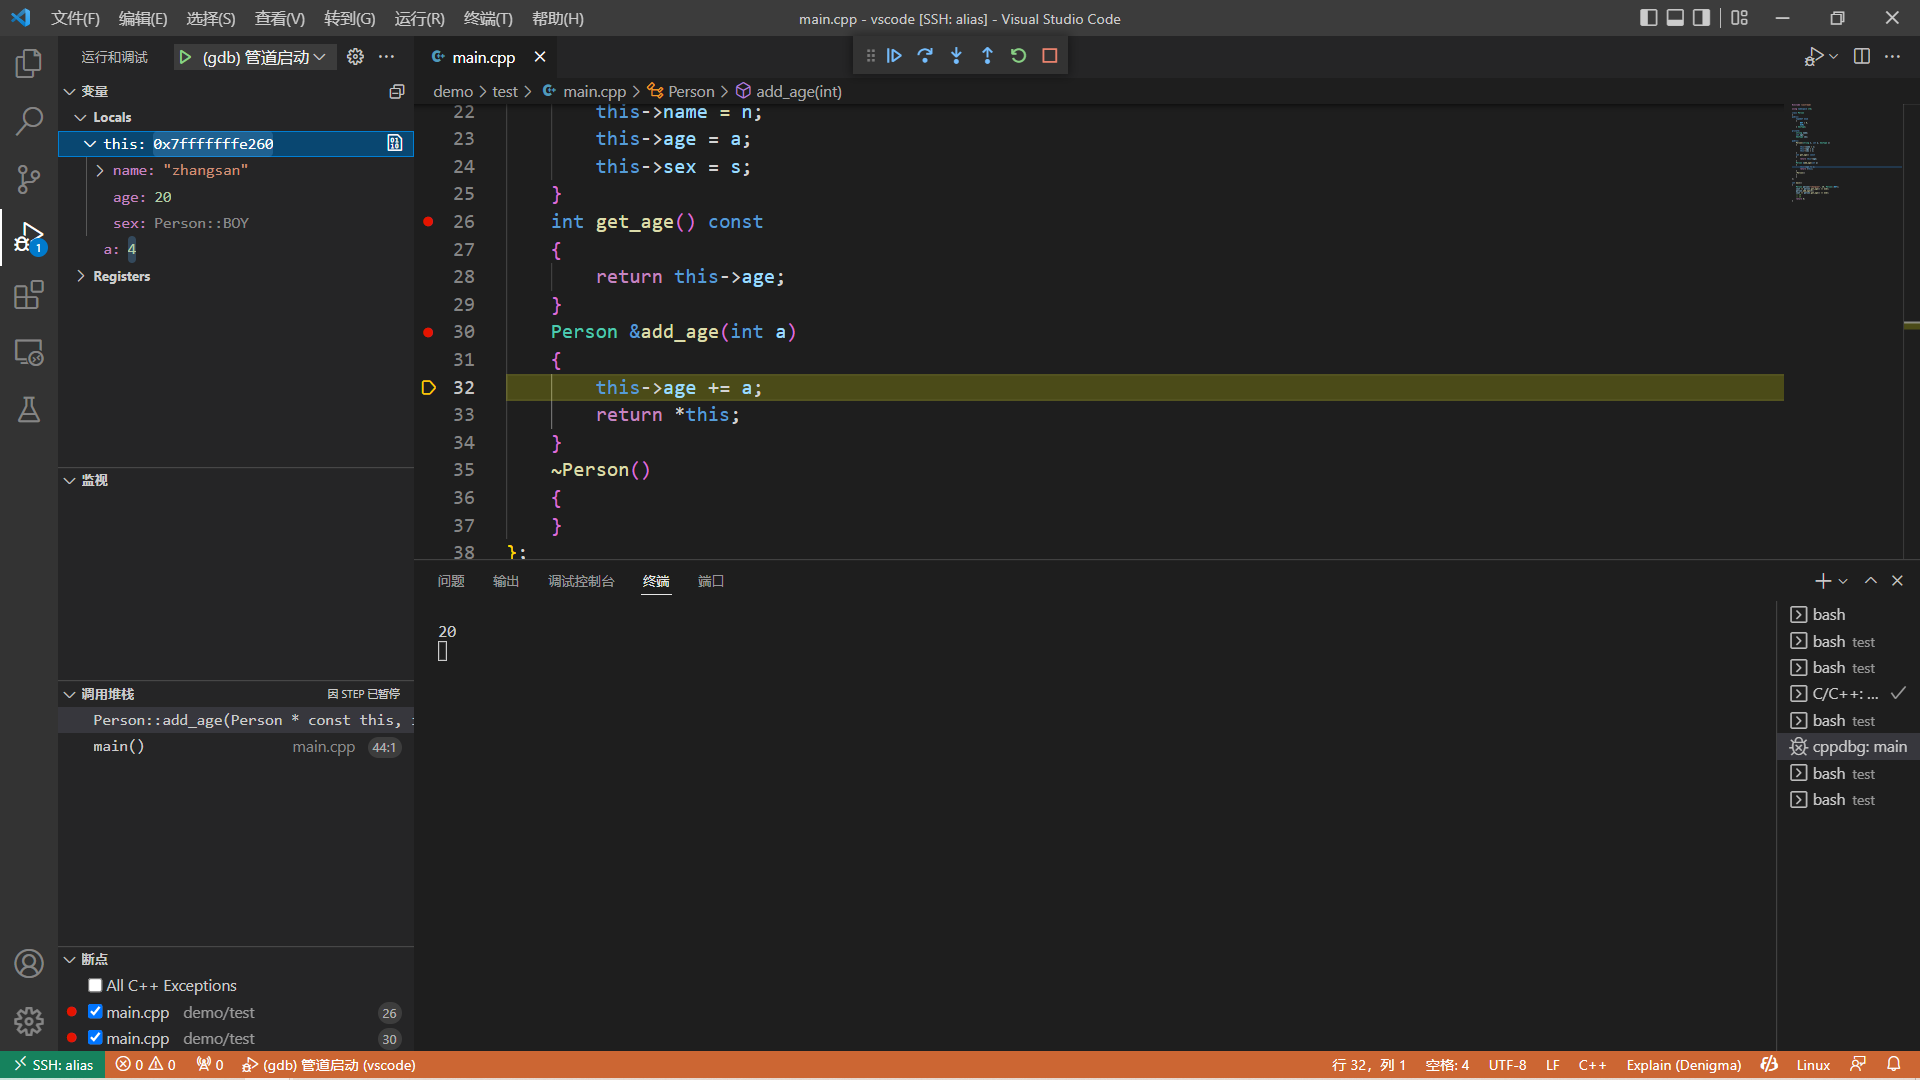 文件(F) 编辑(E) 选择(S) 查看(V) 转到(G) 运行(R) 终端(T) 帮助(H)
main.cpp - vscode [SSH: alias] - Visual Studio Code
运行和调试 (gdb) 管道启动
变量
Locals
this: 0x7fffffffe260
name: "zhangsan"
age: 20
sex: Person::BOY
a: 4
Registers
监视
调用堆栈 因 STEP 已暂停
Person::add_age(Person * const this, i
main() main.cpp 44:1
断点
All C++ Exceptions
main.cpp demo/test 26
main.cpp demo/test 30
main.cpp
demo > test > main.cpp > Person > add_age(int)
22 this->name = n;
23 this->age = a;
24 this->sex = s;
25 }
26 int get_age() const
27 {
28 return this->age;
29 }
30 Person &add_age(int a)
31 {
32 this->age += a;
33 return *this;
34 }
35 ~Person()
36 {
37 }
38 };
问题 输出 调试控制台 终端 端口
20
bash
bash test
bash test
C/C++: ...
bash test
cppdbg: main
bash test
bash test
1
SSH: alias 0 0 0 (gdb) 管道启动 (vscode)
行 32，列 1 空格: 4 UTF-8 LF C++ Explain (Denigma) Linux